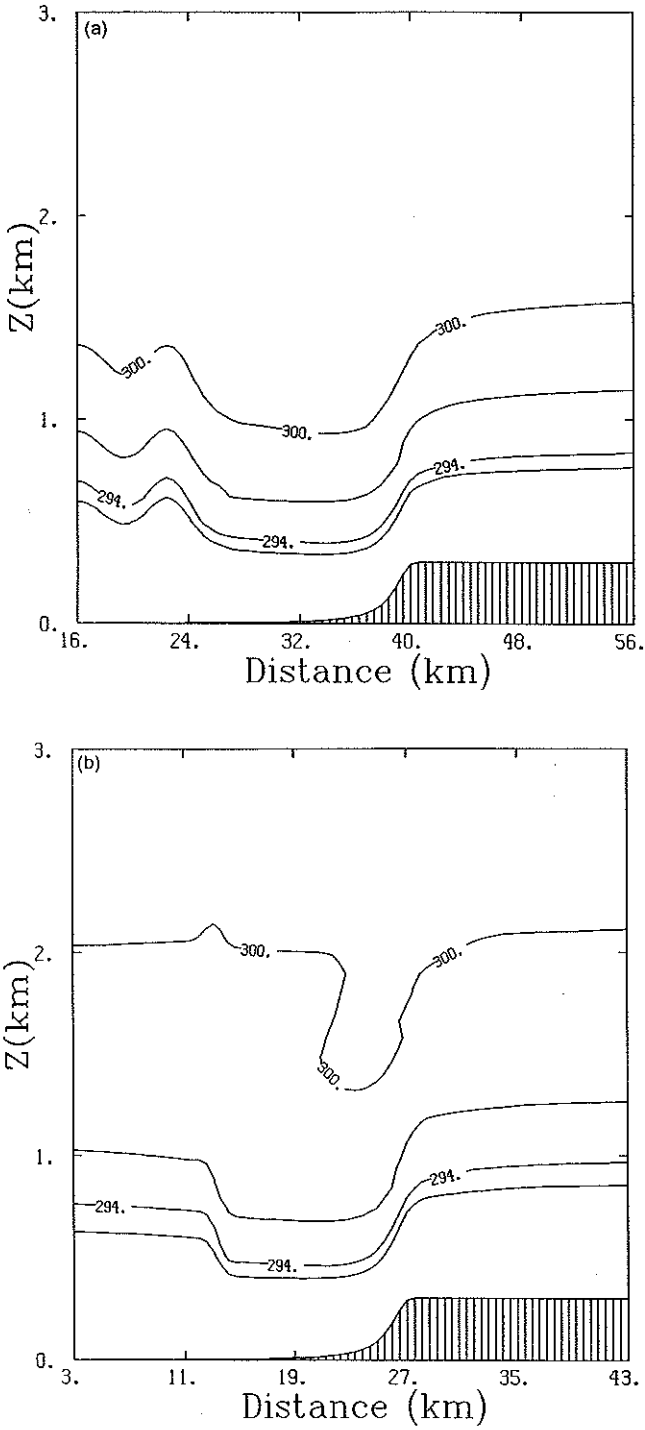 3.
(a)
2.
Z(km)
300.
300.
300.
1.
294.
294.
294.
0.
16. 24. 32. 40. 48. 56.
Distance (km)
3.
(b)
2.
300.
300.
Z(km)
300.
1.
294.
294.
294.
0.
3. 11. 19. 27. 35. 43.
Distance (km)